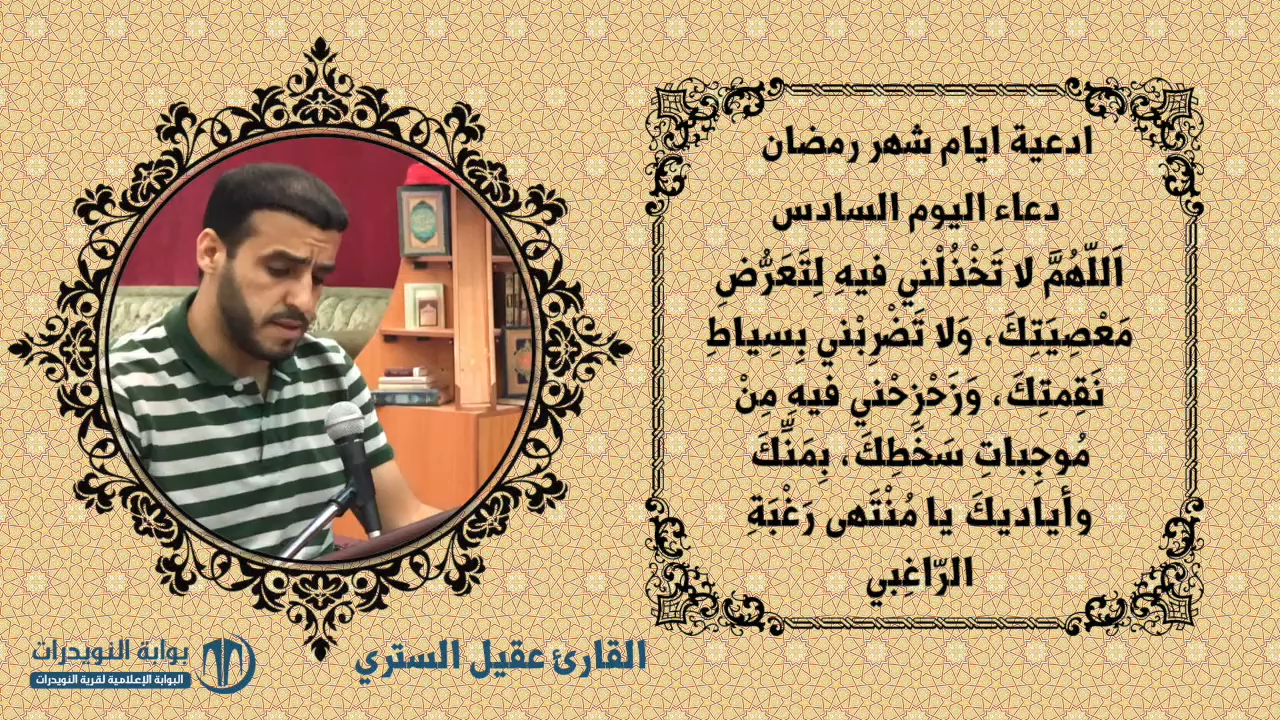 ادعية ايام شهر رمضان
دعاء اليوم السادس
اَللّهُمَّ لا تَخْذُلْني فيهِ لِتَعَرُّضِ
مَعْصِيَتِكَ، وَلا تَضْرِبْني بِسِياطِ
نَقِمتِكَ، وَزَحْزِحْني فيهِ مِنْ
مُوجِباتِ سَخَطِكَ، بِمَنِّكَ
وأياديكَ يا مُنْتَهى رَغْبَةِ
الرّاغِبي
القارئ عقيل الستري
بوابة النويدرات
البوابة الإعلامية لقرية النويدرات